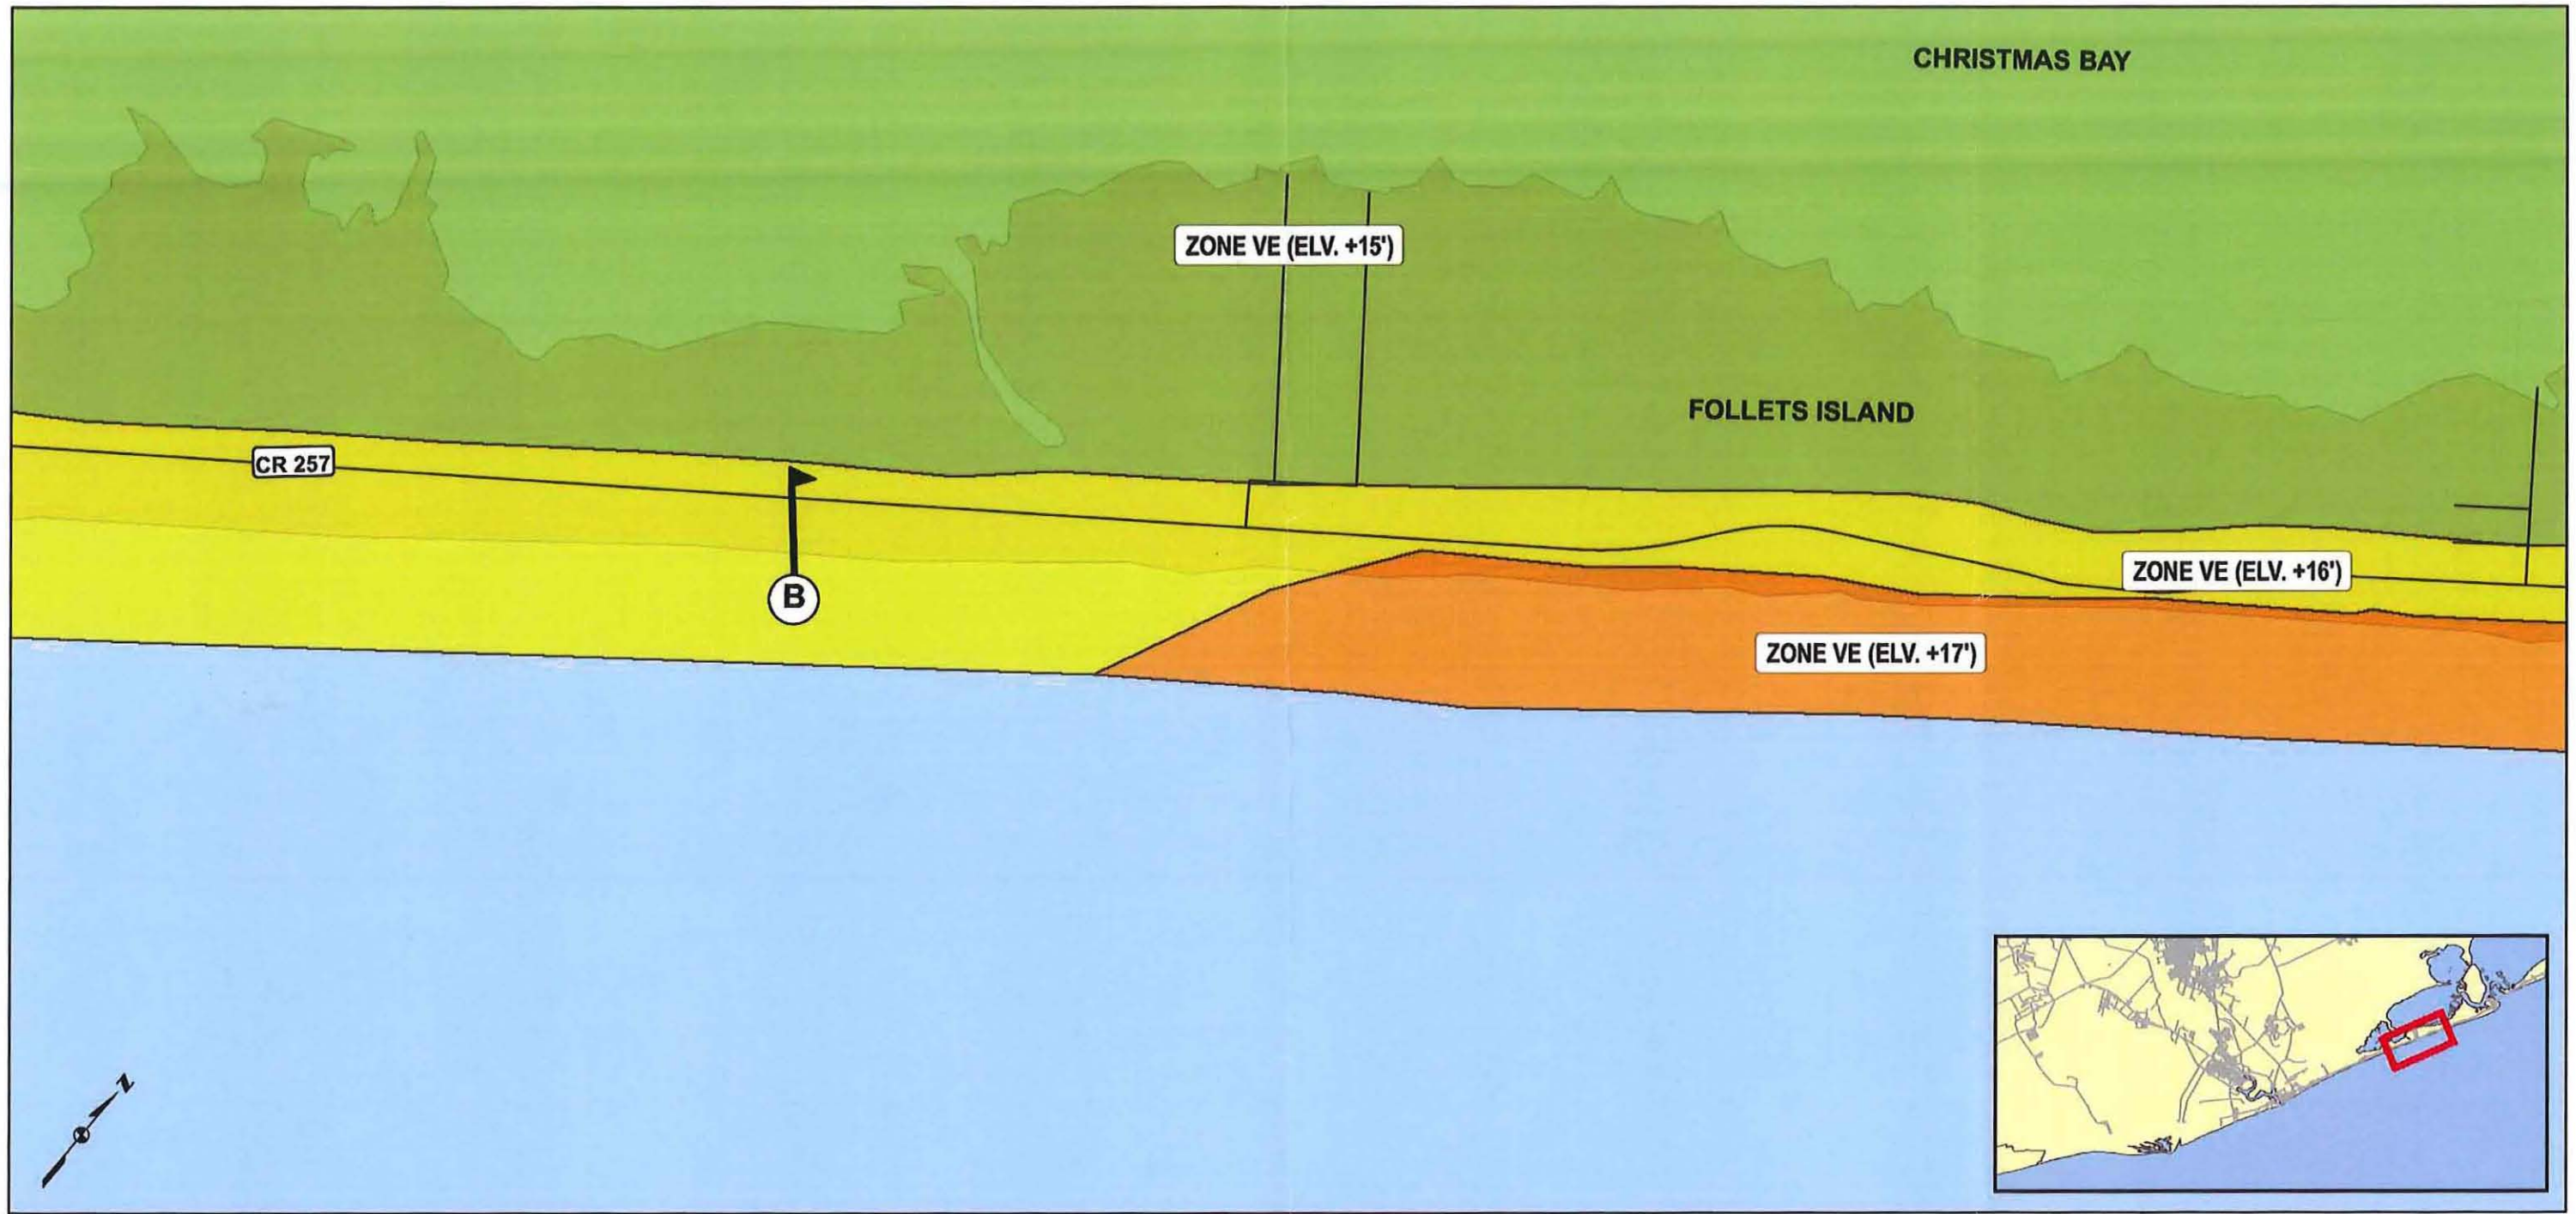 CHRISTMAS BAY
ZONE VE (ELV. +15')
FOLLETS ISLAND
CR 257
ZONE VE (ELV. +16')
B
ZONE VE (ELV. +17')
N